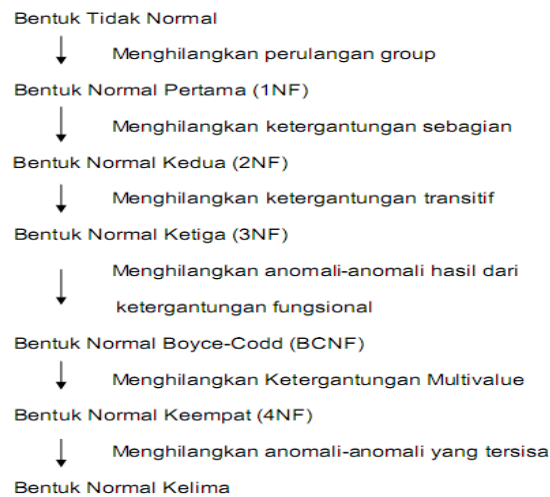 Bentuk Tidak Normal
Menghilangkan perulangan group
Bentuk Normal Pertama (1NF)
Menghilangkan ketergantungan sebagian
Bentuk Normal Kedua (2NF)
Menghilangkan ketergantungan transitif
Bentuk Normal Ketiga (3NF)
Menghilangkan anomali-anomali hasil dari
ketergantungan fungsional
Bentuk Normal Boyce-Codd (BCNF)
Menghilangkan Ketergantungan Multivalue
Bentuk Normal Keempat (4NF)
Menghilangkan anomali-anomali yang tersisa
Bentuk Normal Kelima